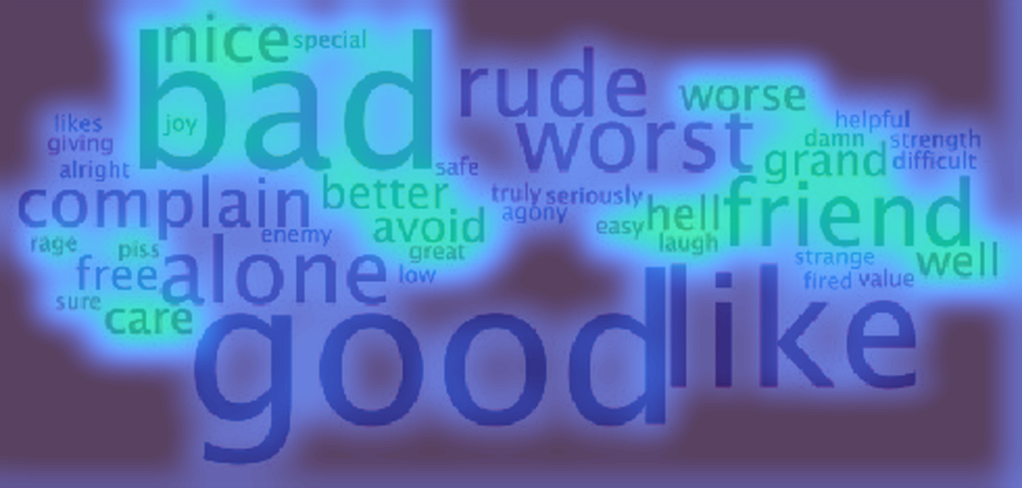 nice special
bad rude worse
joy worst
likes helpful
giving damn strength
alright safe grand difficult
complain better truly seriously friend
avoid agony hell
enemy easy
rage piss great laugh
free alone low strange well
fired value
sure care
good like